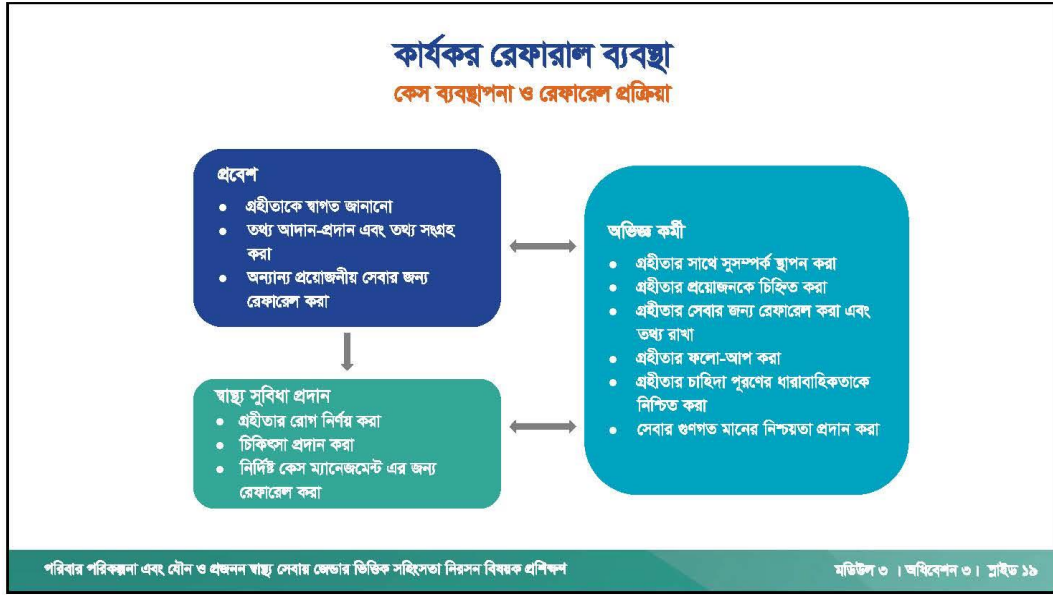 কার্যকর রেফারাল ব্যবস্থা
কেস ব্যবস্থাপনা ও রেফারেল প্রক্রিয়া
প্রবেশ
• গ্রহীতাকে স্বাগত জানানো
• তথ্য আদান-প্রদান এবং তথ্য সংগ্রহ
করা
• অন্যান্য প্রয়োজনীয় সেবার জন্য
রেফারেল করা
স্বাস্থ্য সুবিধা প্রদান
• গ্রহীতার রোগ নির্ণয় করা
• চিকিৎসা প্রদান করা
• নির্দিষ্ট কেস ম্যানেজমেন্ট এর জন্য
রেফারেল করা
অভিজ্ঞ কর্মী
• গ্রহীতার সাথে সুসম্পর্ক স্থাপন করা
• গ্রহীতার প্রয়োজনকে চিহ্নিত করা
• গ্রহীতার সেবার জন্য রেফারেল করা এবং
তথ্য রাখা
• গ্রহীতার ফলো-আপ করা
• গ্রহীতার চাহিদা পূরণের ধারাবাহিকতাকে
নিশ্চিত করা
• সেবার গুণগত মানের নিশ্চয়তা প্রদান করা
পরিবার পরিকল্পনা এবং যৌন ও প্রজনন স্বাস্থ্য সেবায় জেন্ডার ভিত্তিক সহিংসতা নিরসন বিষয়ক প্রশিক্ষণ
মডিউল ৩ । অধিবেশন ৩। স্লাইড ১৯